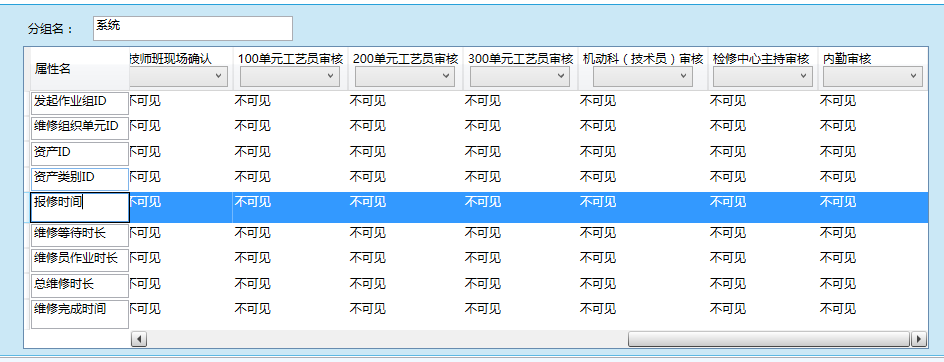 分组名： 系统
属性名 技师班现场确认 100单元工艺员审核 200单元工艺员审核 300单元工艺员审核 机动科（技术员）审核 检修中心主持审核 内勤审核
发起作业组ID 不可见 不可见 不可见 不可见 不可见 不可见 不可见
维修组织单元ID 不可见 不可见 不可见 不可见 不可见 不可见 不可见
资产ID 不可见 不可见 不可见 不可见 不可见 不可见 不可见
资产类别ID 不可见 不可见 不可见 不可见 不可见 不可见 不可见
报修时间 不可见 不可见 不可见 不可见 不可见 不可见 不可见
维修等待时长 不可见 不可见 不可见 不可见 不可见 不可见 不可见
维修员作业时长 不可见 不可见 不可见 不可见 不可见 不可见 不可见
总维修时长 不可见 不可见 不可见 不可见 不可见 不可见 不可见
维修完成时间 不可见 不可见 不可见 不可见 不可见 不可见 不可见